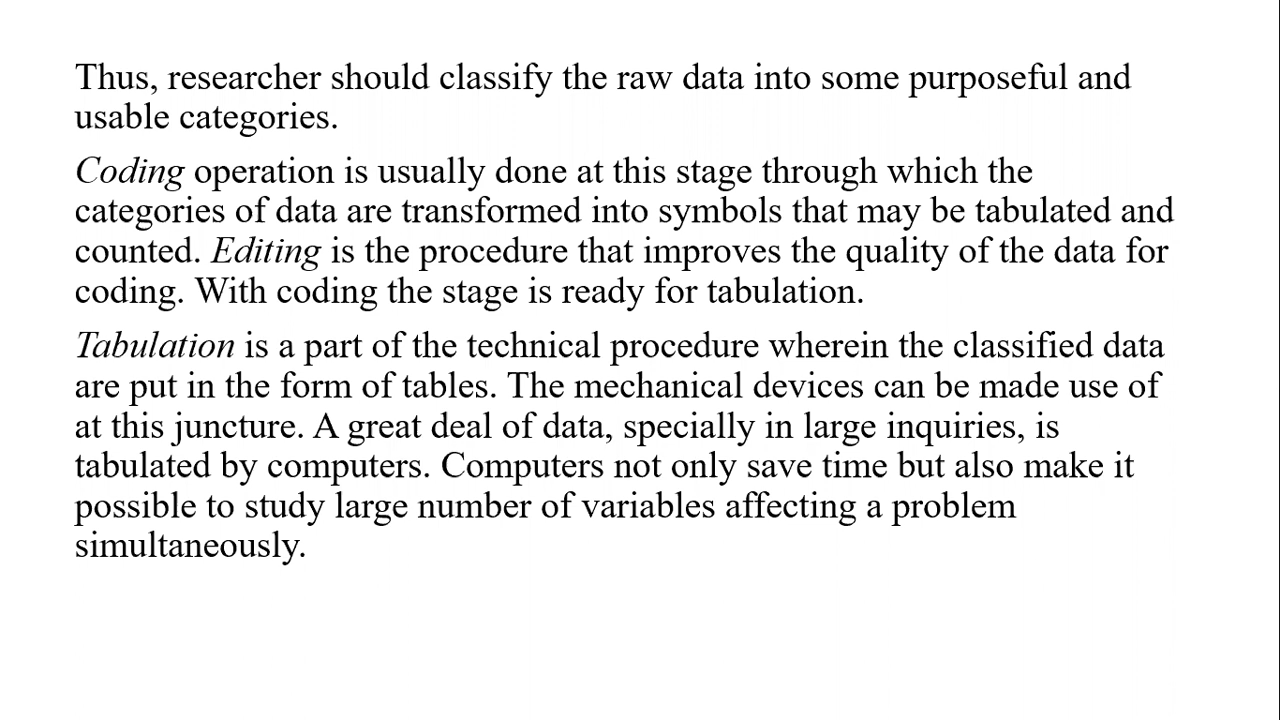 Thus, researcher should classify the raw data into some purposeful and
usable categories.
Coding operation is usually done at this stage through which the
categories of data are transformed into symbols that may be tabulated and
counted. Editing is the procedure that improves the quality of the data for
coding. With coding the stage is ready for tabulation.
Tabulation is a part of the technical procedure wherein the classified data
are put in the form of tables. The mechanical devices can be made use of
at this juncture. A great deal of data, specially in large inquiries, is
tabulated by computers. Computers not only save time but also make it
possible to study large number of variables affecting a problem
simultaneously.